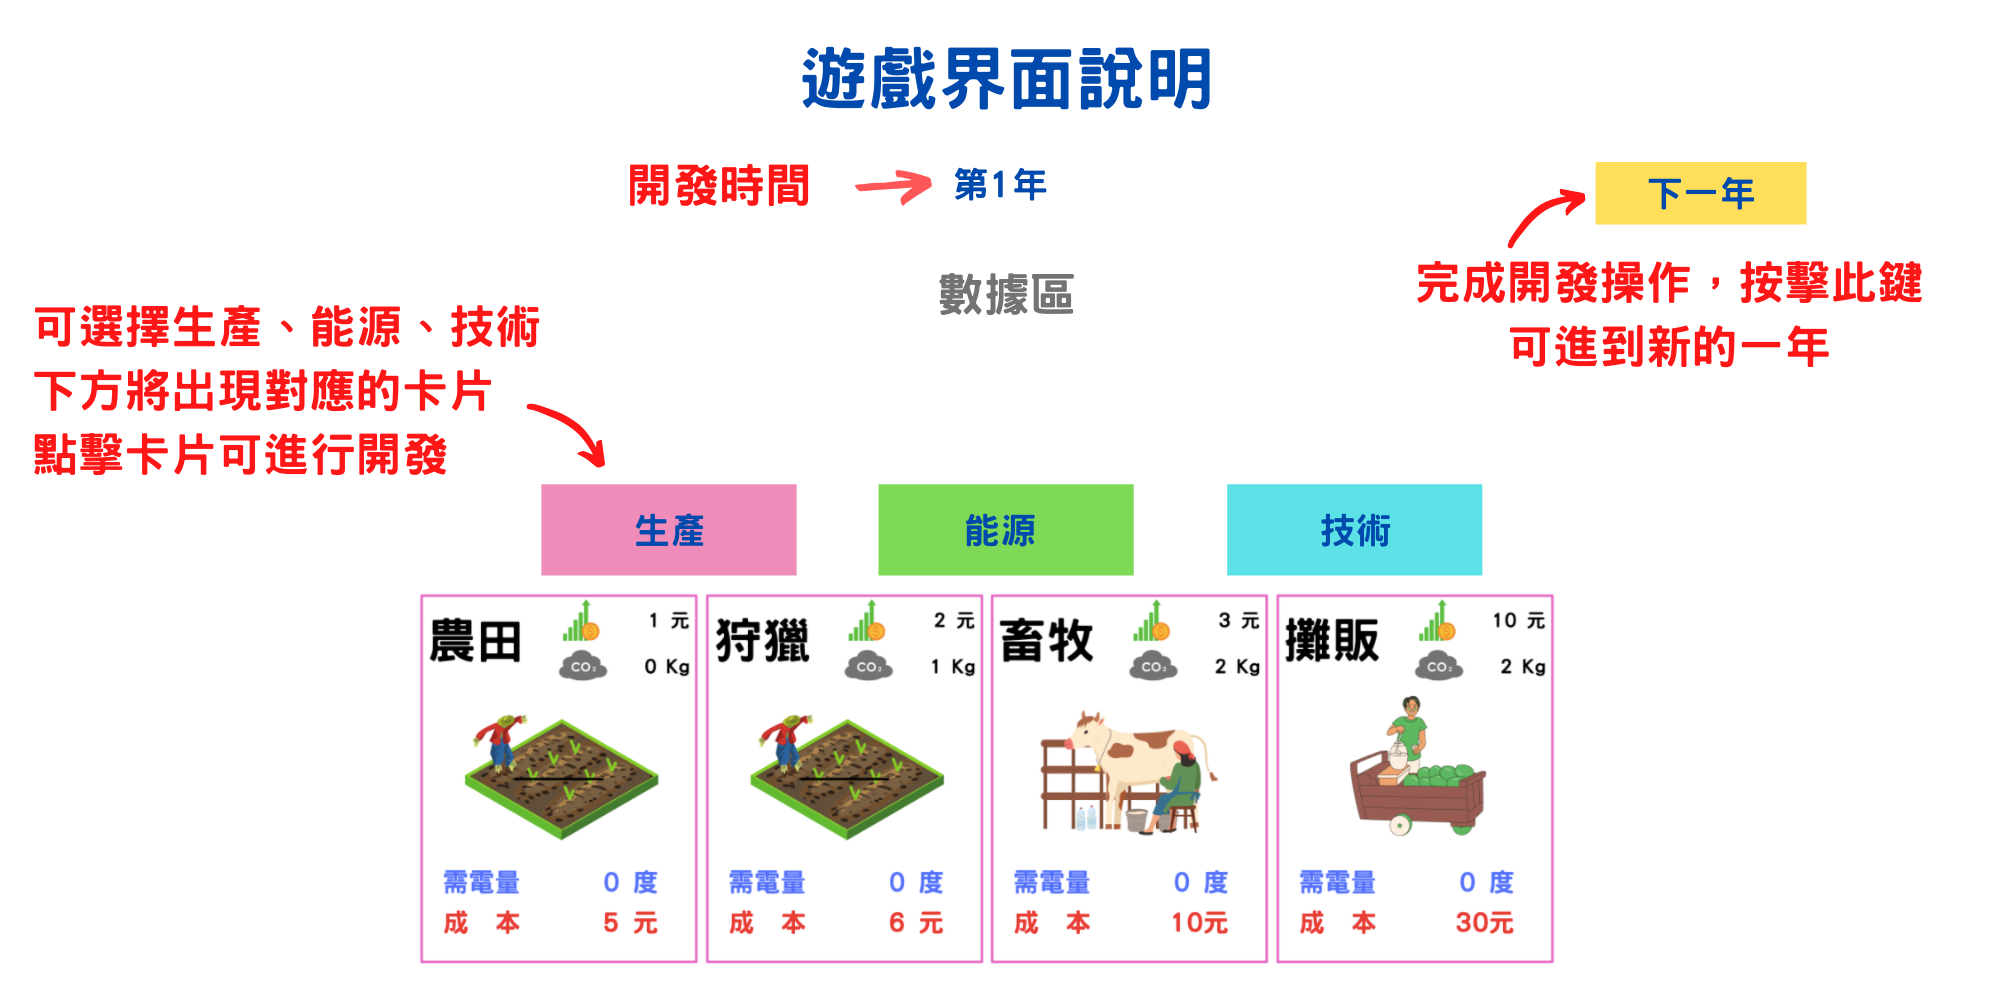 遊戲界面說明
開發時間
第1年
下一年
完成開發操作，按擊此鍵
可進到新的一年
數據區
可選擇生產、能源、技術
下方將出現對應的卡片
點擊卡片可進行開發
生產
能源
技術
農田
1 元
CO₂
0 Kg
需電量 0 度
成 本 5 元
狩獵
2 元
CO₂
1 Kg
需電量 0 度
成 本 6 元
畜牧
3 元
CO₂
2 Kg
需電量 0 度
成 本 10元
攤販
10 元
CO₂
2 Kg
需電量 0 度
成 本 30元